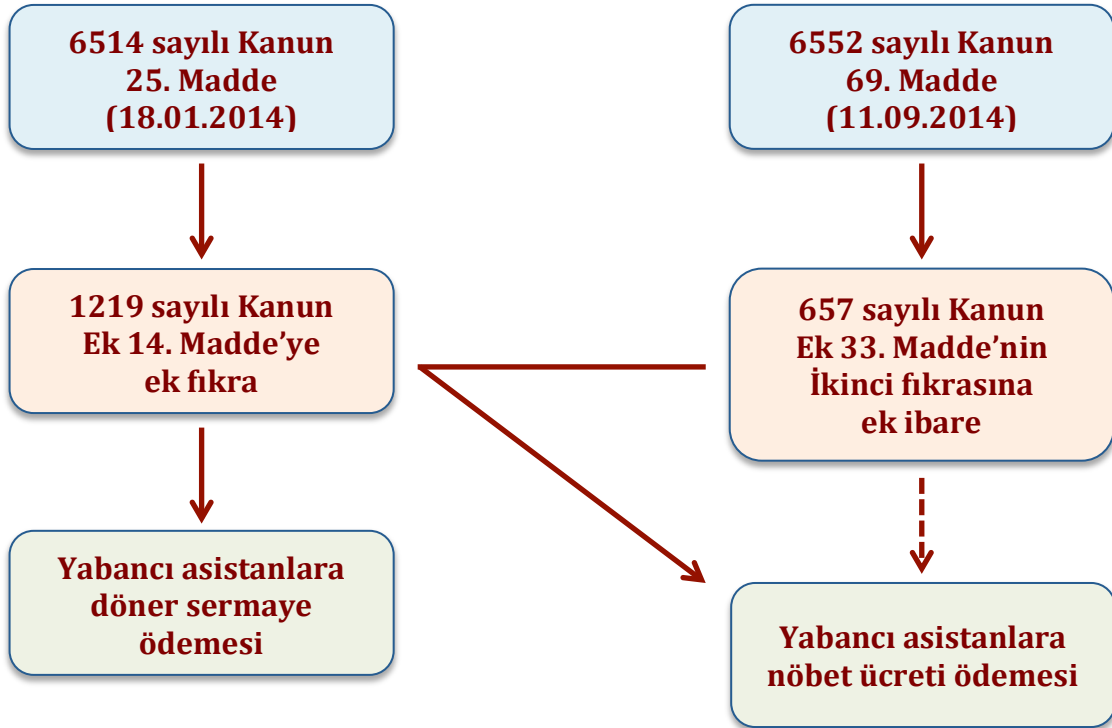 6514 sayılı Kanun
25. Madde
(18.01.2014)
6552 sayılı Kanun
69. Madde
(11.09.2014)
1219 sayılı Kanun
Ek 14. Madde’ye
ek fıkra
657 sayılı Kanun
Ek 33. Madde’nin
İkinci fıkrasına
ek ibare
Yabancı asistanlara
döner sermaye
ödemesi
Yabancı asistanlara
nöbet ücreti ödemesi